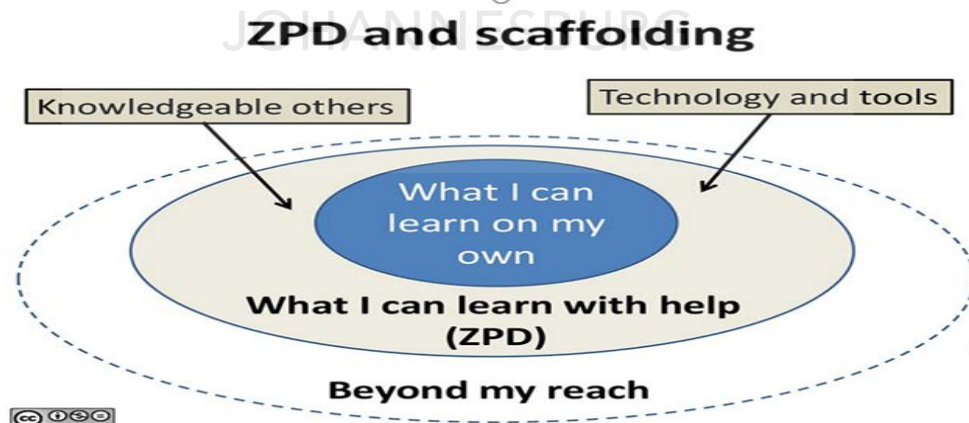 JOHANNESBURG
ZPD and scaffolding
Knowledgeable others
Technology and tools
What I can
learn on my
own
What I can learn with help
(ZPD)
Beyond my reach
cc